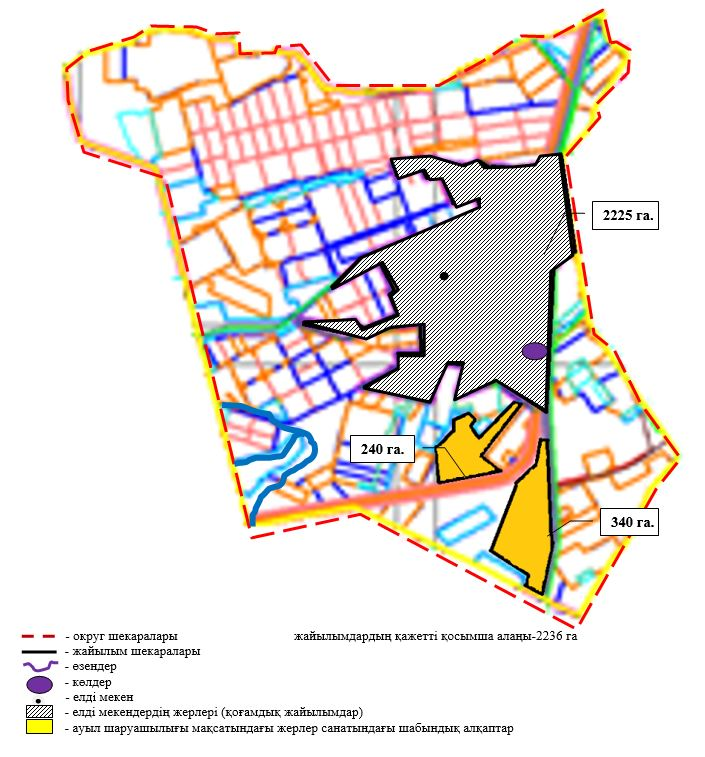 2225 га.
240 га.
340 га.
- округ шекаралары
жайылымдардың қажетті қосымша алаңы-2236 га
- жайылым шекаралары
- өзендер
- көлдер
- елді мекен
- елді мекендердің жерлері (қоғамдық жайылымдар)
- ауыл шаруашылығы мақсатындағы жерлер санатындағы шабындық алқаптар